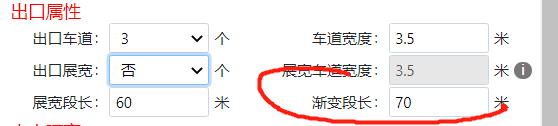 出口属性
出口车道： 3 个 车道宽度： 3.5 米
出口展宽： 否 个 展宽车道宽度： 3.5 米 i
展宽段长： 60 米 渐变段长： 70 米